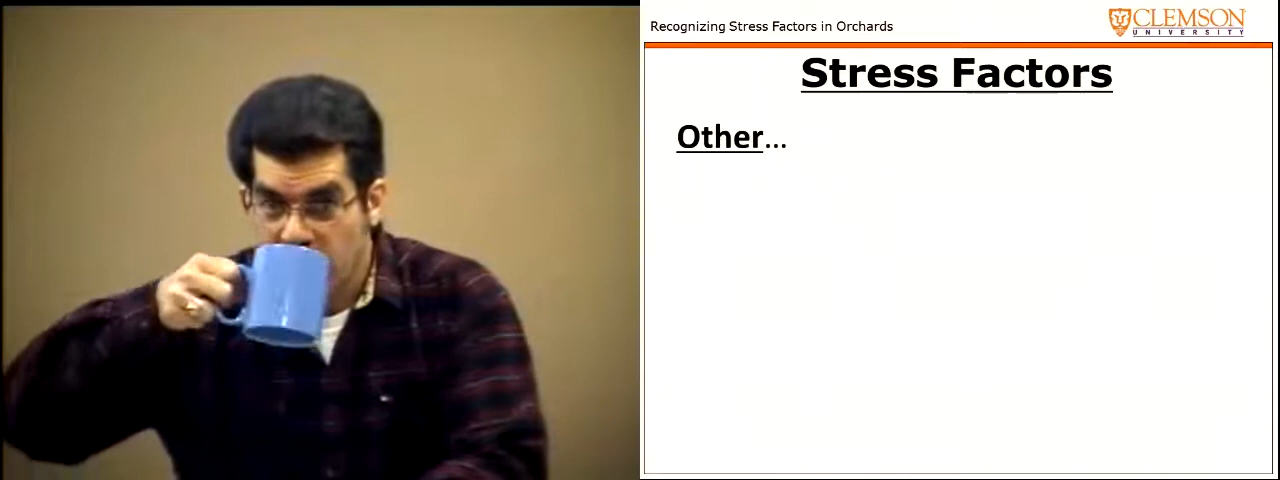 Recognizing Stress Factors in Orchards
CLEMSON
UNIVERSITY
Stress Factors
Other...